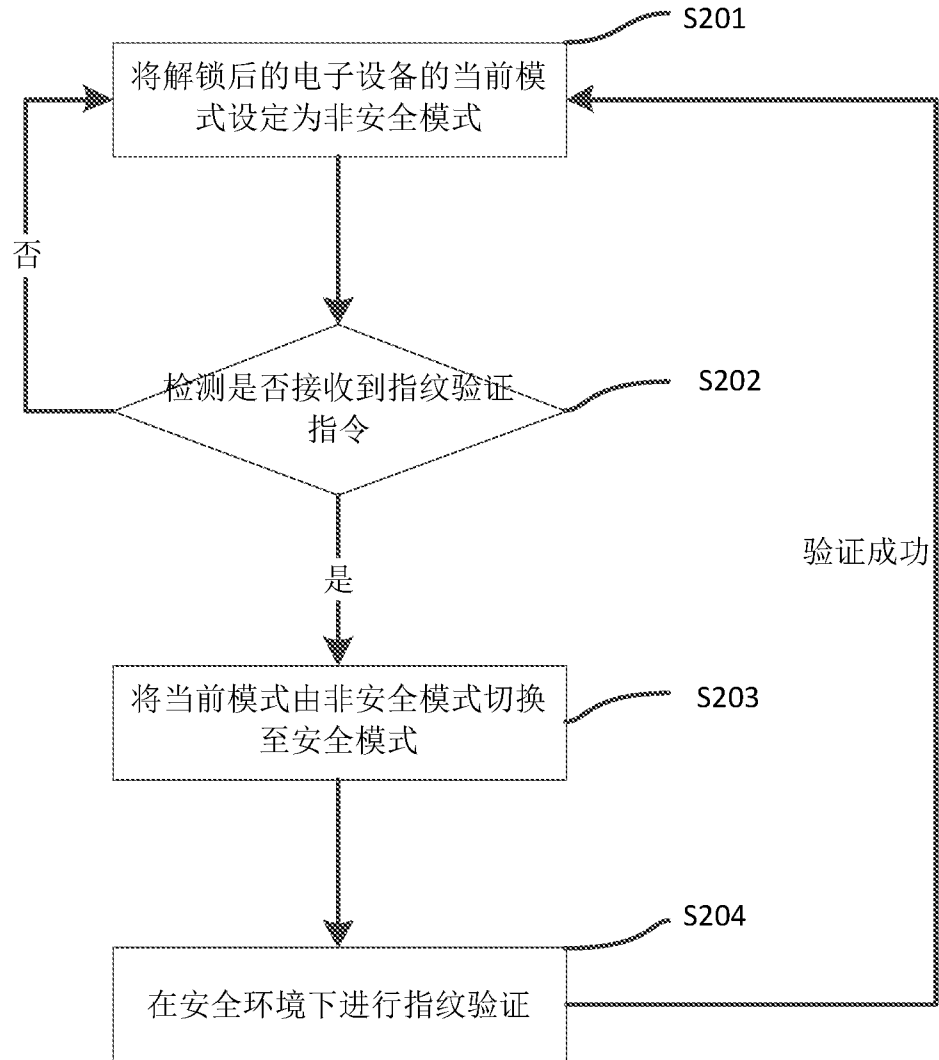 S201
将解锁后的电子设备的当前模
式设定为非安全模式
否
检测是否接收到指纹验证
指令
S202
验证成功
是
将当前模式由非安全模式切换
至安全模式
S203
S204
在安全环境下进行指纹验证